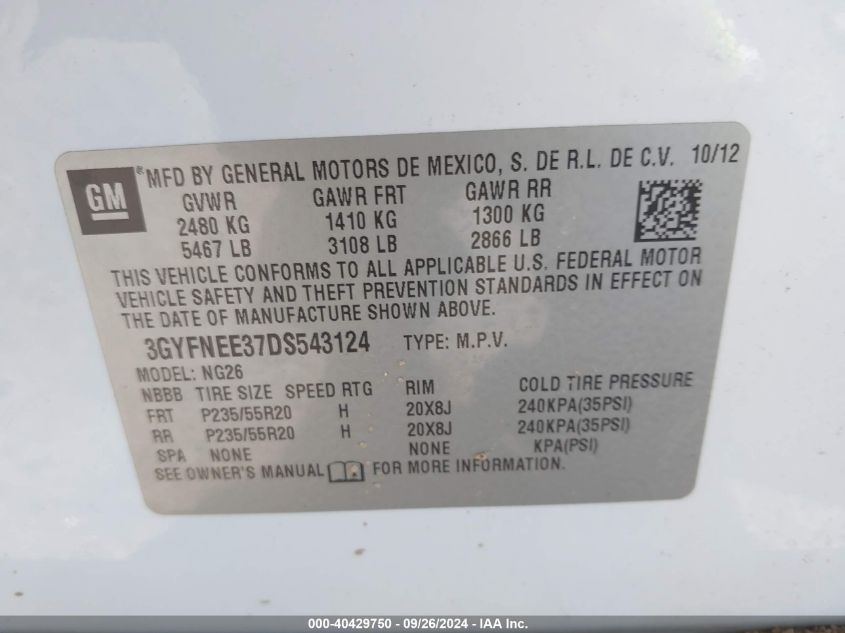 GM
®MFD BY GENERAL MOTORS DE MEXICO, S. DE R.L. DE C.V. 10/12
GVWR GAWR FRT GAWR RR
2480 KG 1410 KG 1300 KG
5467 LB 3108 LB 2866 LB
THIS VEHICLE CONFORMS TO ALL APPLICABLE U.S. FEDERAL MOTOR
VEHICLE SAFETY AND THEFT PREVENTION STANDARDS IN EFFECT ON
THE DATE OF MANUFACTURE SHOWN ABOVE.
3GYFNEE37DS543124 TYPE: M.P.V.
MODEL: NG26
NBBB TIRE SIZE SPEED RTG RIM COLD TIRE PRESSURE
FRT P235/55R20 H 20X8J 240KPA(35PSI)
RR P235/55R20 H 20X8J 240KPA(35PSI)
SPA NONE NONE KPA(PSI)
SEE OWNER'S MANUAL FOR MORE INFORMATION.
000-40429750 - 09/26/2024 - IAA Inc.